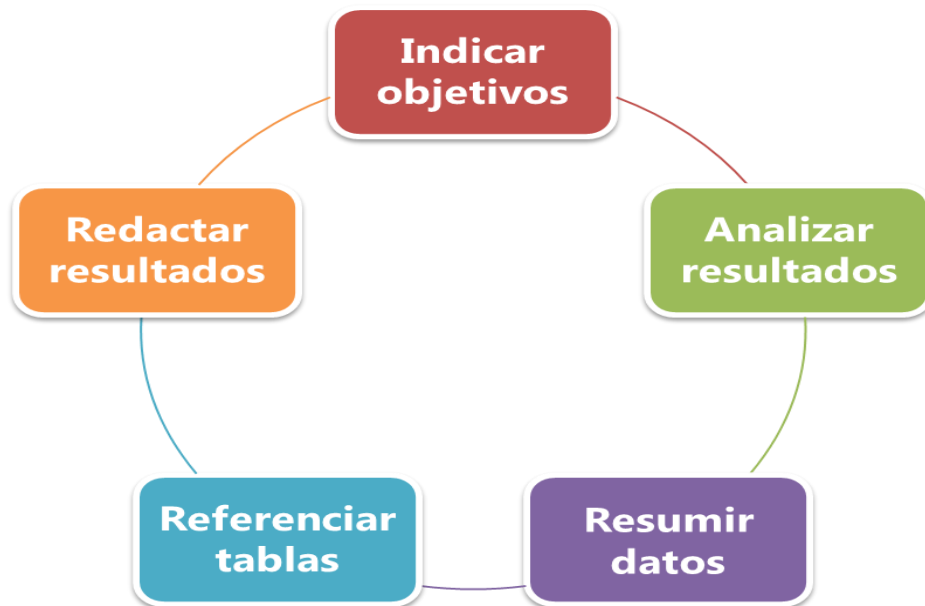 Indicar
objetivos
Analizar
resultados
Resumir
datos
Referenciar
tablas
Redactar
resultados